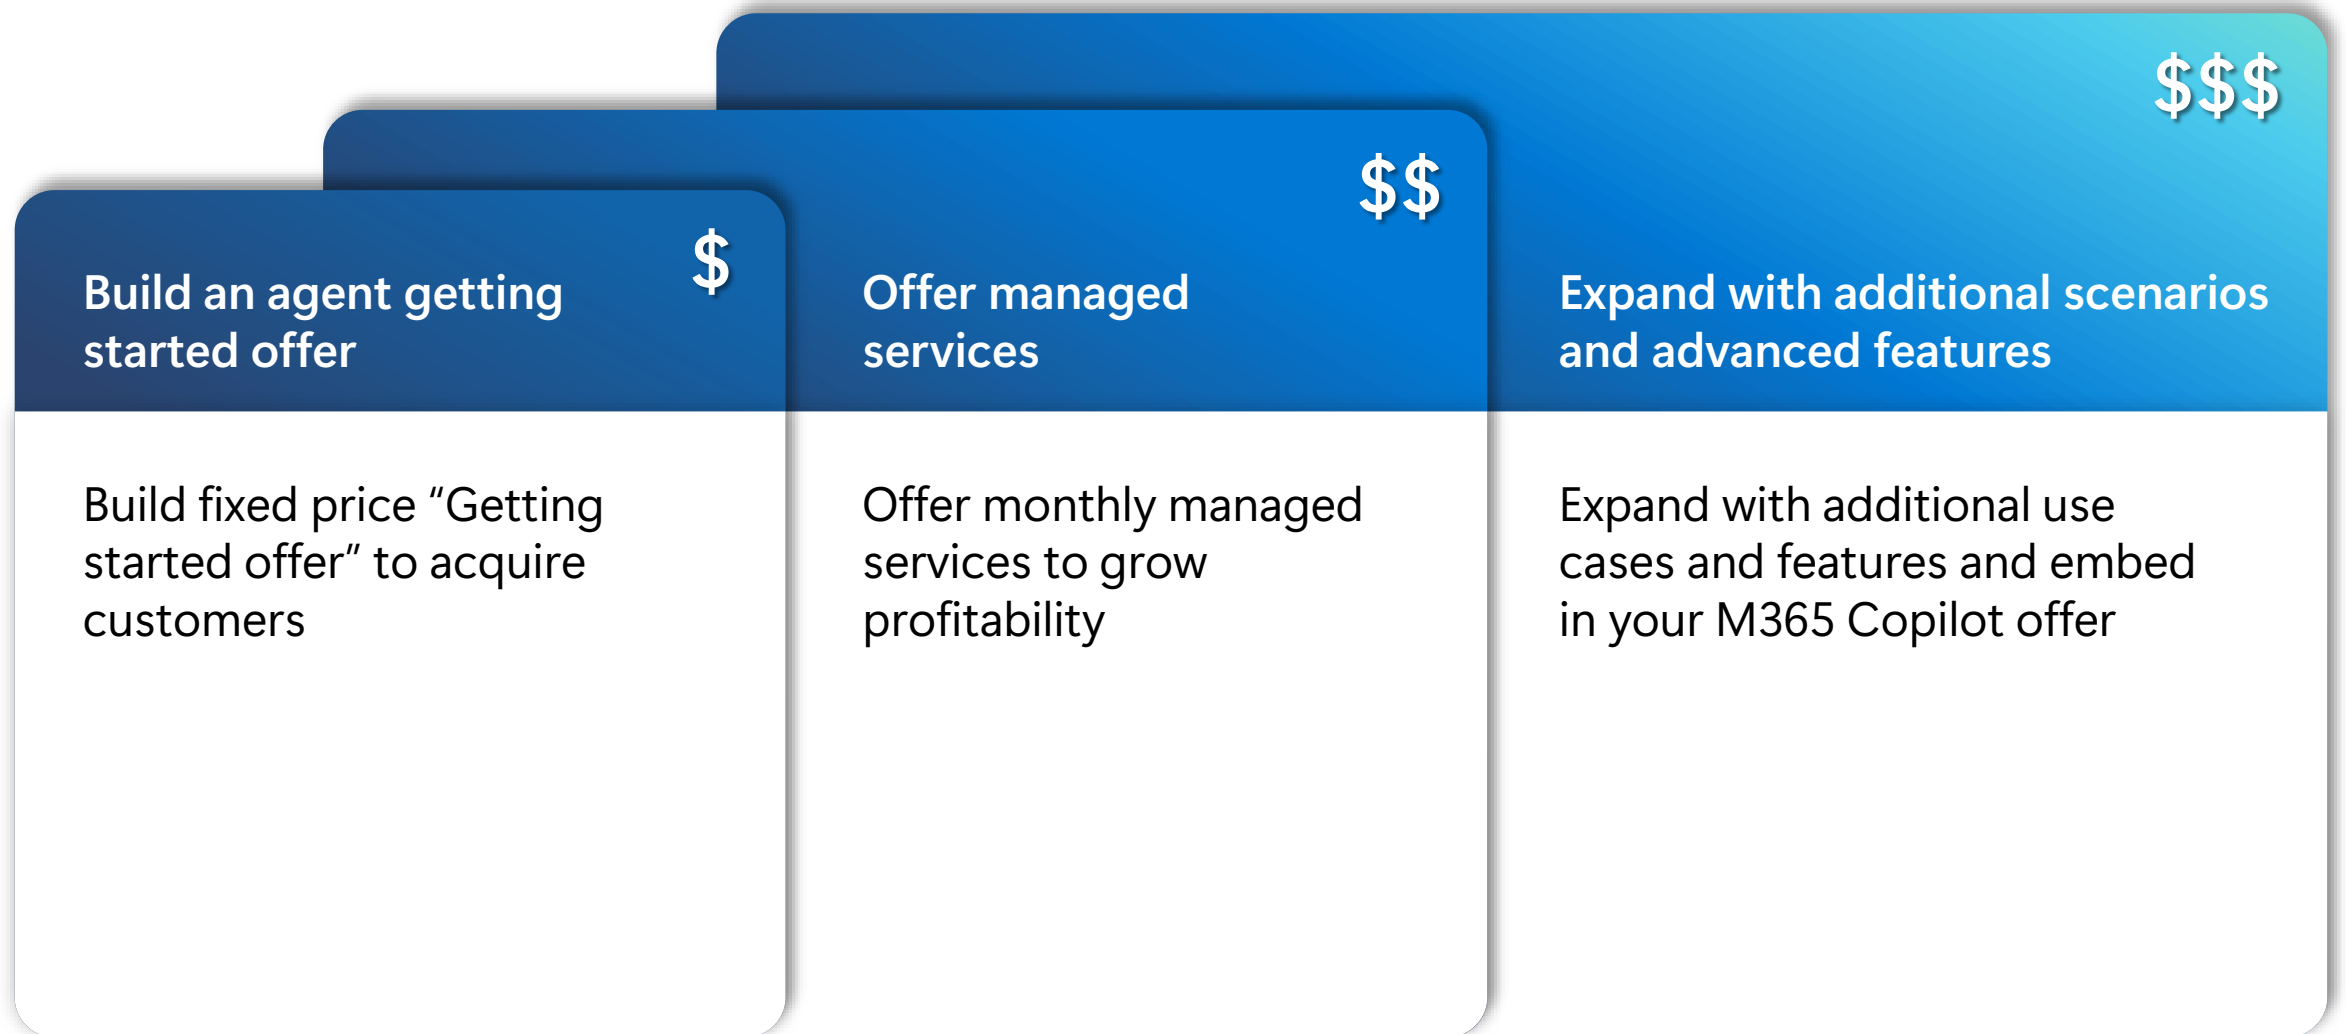 $
Build an agent getting
started offer
Build fixed price “Getting
started offer” to acquire
customers
$$
Offer managed
services
Offer monthly managed
services to grow
profitability
$$$
Expand with additional scenarios
and advanced features
Expand with additional use
cases and features and embed
in your M365 Copilot offer